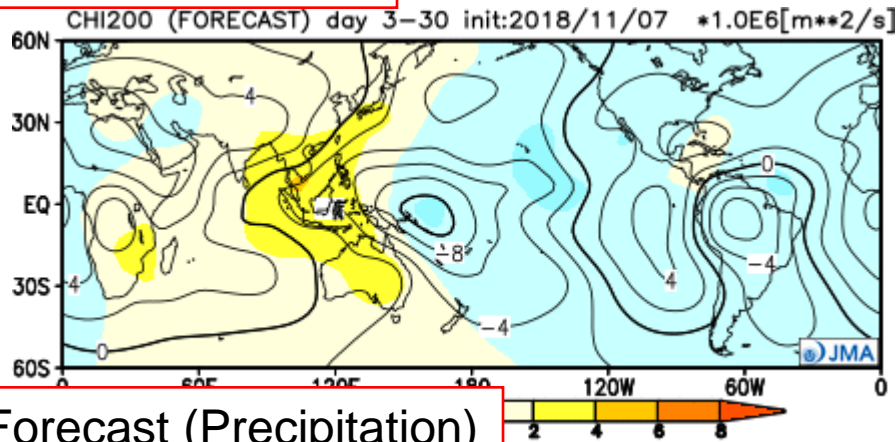 CHI200 (FORECAST) day 3-30 init:2018/11/07 *1.0E6[m**2/s]
60N
4
30N
0
EQ
-8
-4
30S
4
4
-4
0
JMA
60S
0
120W
60W
0
Forecast (Precipitation)
2 4 6 8